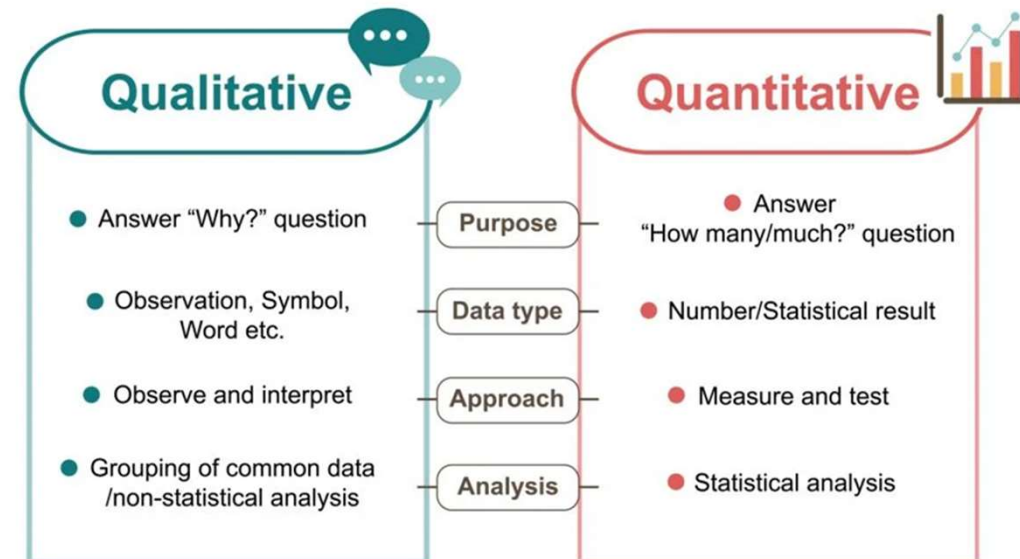 Qualitative
Quantitative
Answer “Why?” question
Purpose
Answer
“How many/much?” question
Observation, Symbol,
Word etc.
Data type
Number/Statistical result
Observe and interpret
Approach
Measure and test
Grouping of common data
/non-statistical analysis
Analysis
Statistical analysis